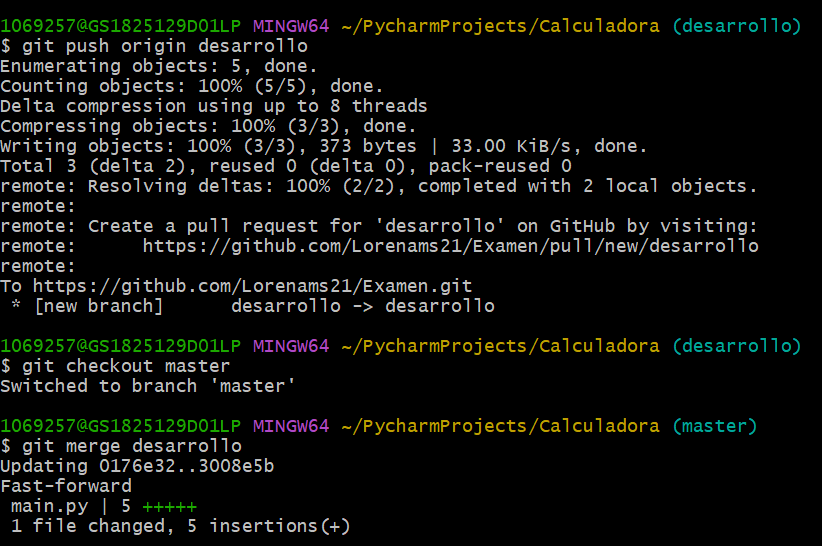 1069257@GS1825129D01LP MINGW64 ~/PycharmProjects/Calculadora (desarrollo)
$ git push origin desarrollo
Enumerating objects: 5, done.
Counting objects: 100% (5/5), done.
Delta compression using up to 8 threads
Compressing objects: 100% (3/3), done.
Writing objects: 100% (3/3), 373 bytes | 33.00 KiB/s, done.
Total 3 (delta 2), reused 0 (delta 0), pack-reused 0
remote: Resolving deltas: 100% (2/2), completed with 2 local objects.
remote:
remote: Create a pull request for 'desarrollo' on GitHub by visiting:
remote:      https://github.com/Lorenams21/Examen/pull/new/desarrollo
remote:
To https://github.com/Lorenams21/Examen.git
 * [new branch]      desarrollo -> desarrollo
1069257@GS1825129D01LP MINGW64 ~/PycharmProjects/Calculadora (desarrollo)
$ git checkout master
Switched to branch 'master'
1069257@GS1825129D01LP MINGW64 ~/PycharmProjects/Calculadora (master)
$ git merge desarrollo
Updating 0176e32..3008e5b
Fast-forward
 main.py | 5 +++++
 1 file changed, 5 insertions(+)